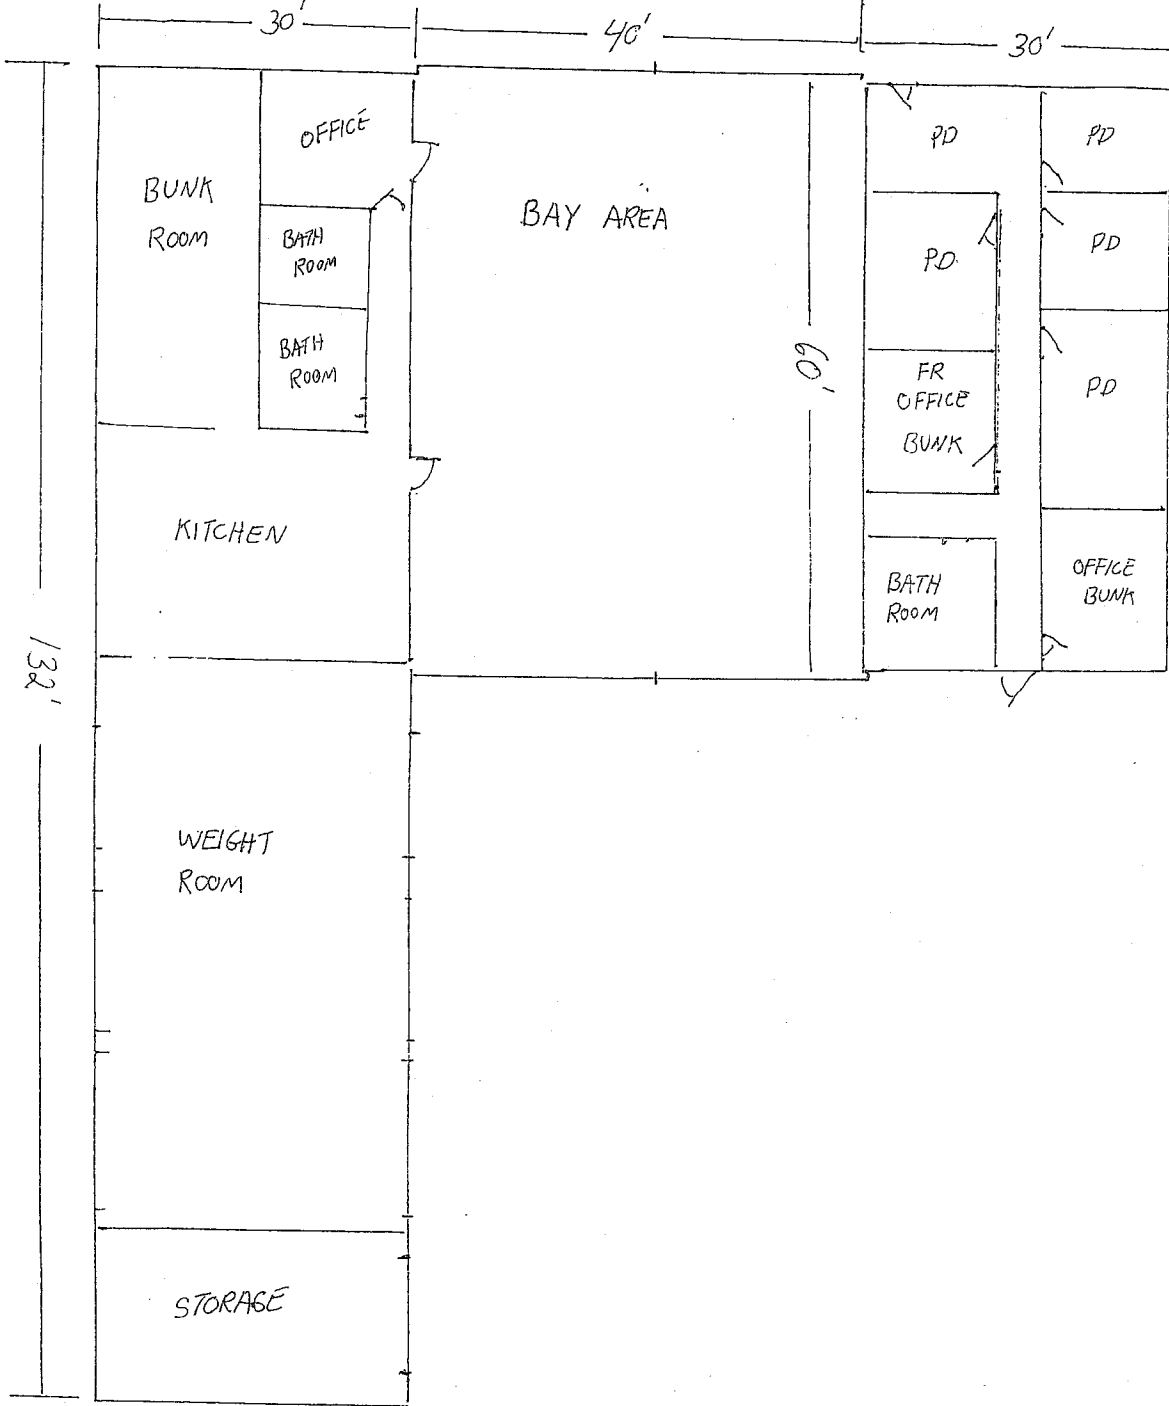 30'
40'
30'
OFFICE
BUNK
ROOM
BATH
ROOM
BATH
ROOM
KITCHEN
BAY AREA
60'
PD
PD
PD
PD
FR
OFFICE
BUNK
PD
BATH
ROOM
OFFICE
BUNK
132'
WEIGHT
ROOM
STORAGE